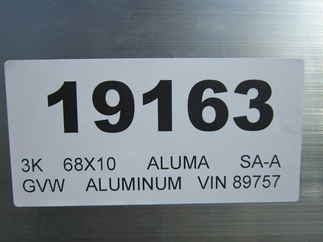 19163
3K 68X10 ALUMA SA-A
GVW ALUMINUM VIN 89757